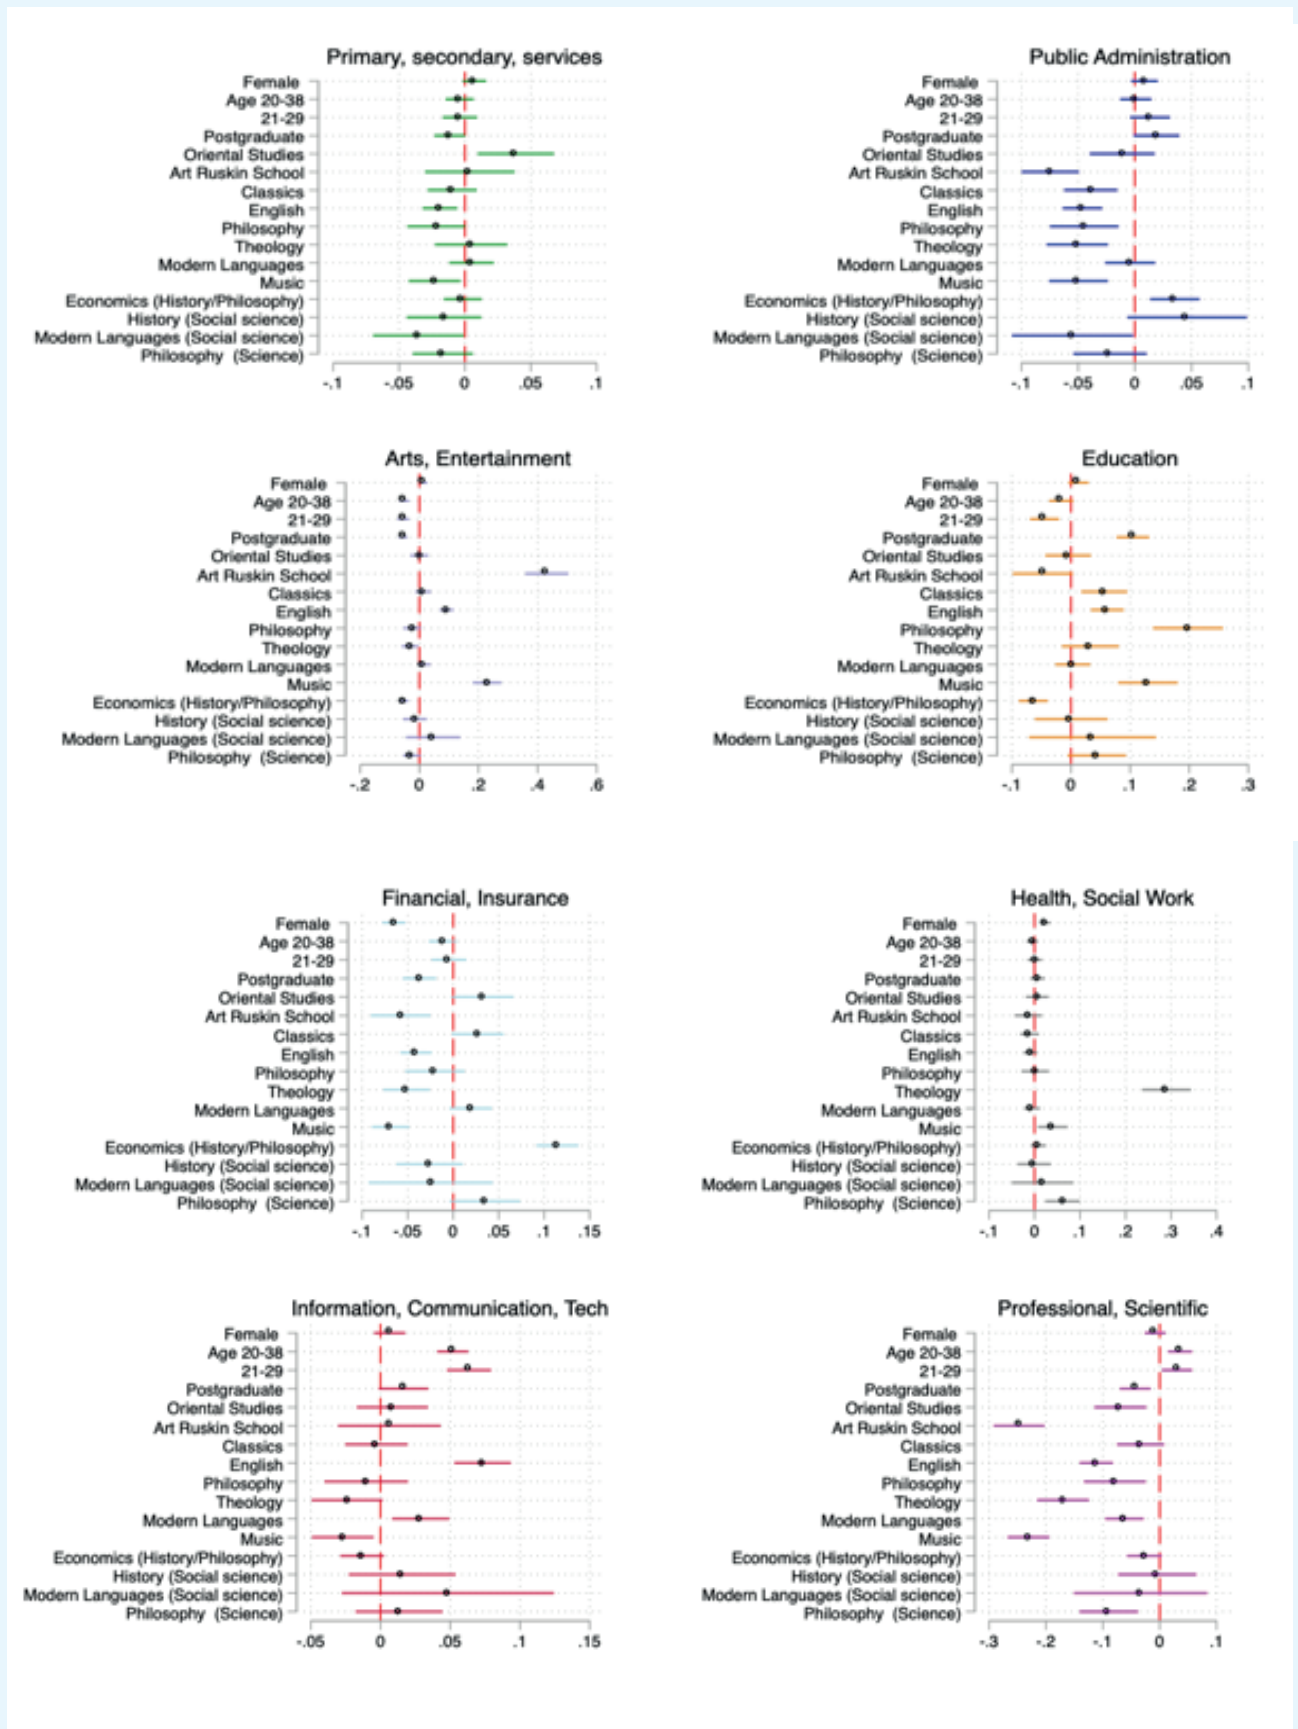 Primary, secondary, services
Female
Age 20-38
21-29
Postgraduate
Oriental Studies
Art Ruskin School
Classics
English
Philosophy
Theology
Modern Languages
Music
Economics (History/Philosophy)
History (Social science)
Modern Languages (Social science)
Philosophy (Science)
-.1 -.05 0 .05 .1
Public Administration
Female
Age 20-38
21-29
Postgraduate
Oriental Studies
Art Ruskin School
Classics
English
Philosophy
Theology
Modern Languages
Music
Economics (History/Philosophy)
History (Social science)
Modern Languages (Social science)
Philosophy (Science)
-.1 -.05 0 .05 .1
Arts, Entertainment
Female
Age 20-38
21-29
Postgraduate
Oriental Studies
Art Ruskin School
Classics
English
Philosophy
Theology
Modern Languages
Music
Economics (History/Philosophy)
History (Social science)
Modern Languages (Social science)
Philosophy (Science)
-.2 0 .2 .4 .6
Education
Female
Age 20-38
21-29
Postgraduate
Oriental Studies
Art Ruskin School
Classics
English
Philosophy
Theology
Modern Languages
Music
Economics (History/Philosophy)
History (Social science)
Modern Languages (Social science)
Philosophy (Science)
-.1 0 .1 .2 .3
Financial, Insurance
Female
Age 20-38
21-29
Postgraduate
Oriental Studies
Art Ruskin School
Classics
English
Philosophy
Theology
Modern Languages
Music
Economics (History/Philosophy)
History (Social science)
Modern Languages (Social science)
Philosophy (Science)
-.1 -.05 0 .05 .1 .15
Health, Social Work
Female
Age 20-38
21-29
Postgraduate
Oriental Studies
Art Ruskin School
Classics
English
Philosophy
Theology
Modern Languages
Music
Economics (History/Philosophy)
History (Social science)
Modern Languages (Social science)
Philosophy (Science)
-.1 0 .1 .2 .3 .4
Information, Communication, Tech
Female
Age 20-38
21-29
Postgraduate
Oriental Studies
Art Ruskin School
Classics
English
Philosophy
Theology
Modern Languages
Music
Economics (History/Philosophy)
History (Social science)
Modern Languages (Social science)
Philosophy (Science)
-.05 0 .05 .1 .15
Professional, Scientific
Female
Age 20-38
21-29
Postgraduate
Oriental Studies
Art Ruskin School
Classics
English
Philosophy
Theology
Modern Languages
Music
Economics (History/Philosophy)
History (Social science)
Modern Languages (Social science)
Philosophy (Science)
-.3 -.2 -.1 0 .1